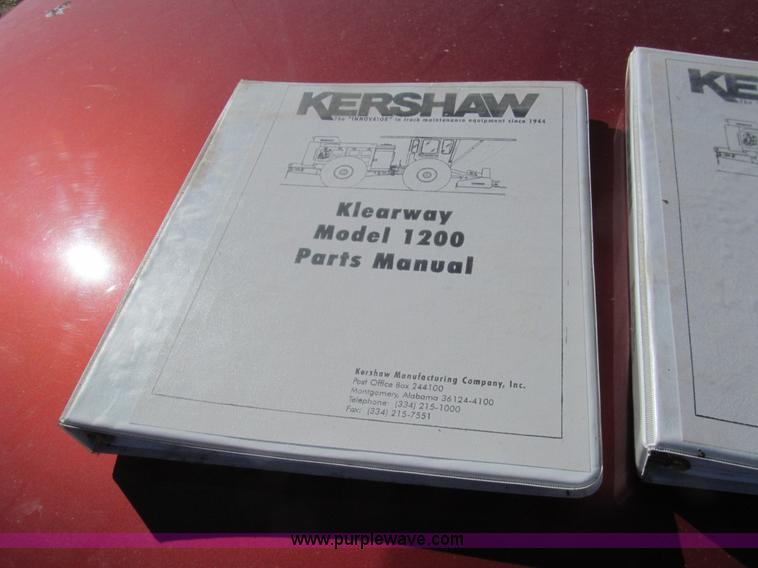 KERSHAW
The "INNOVATOR" in track maintenance equipment since 1944
Klearway
Model 1200
Parts Manual
Kershaw Manufacturing Company, Inc.
Post Office Box 244100
Montgomery, Alabama 36124-4100
Telephone: (334) 215-1000
Fax: (334) 215-7551
KE
The
www.purplewave.com